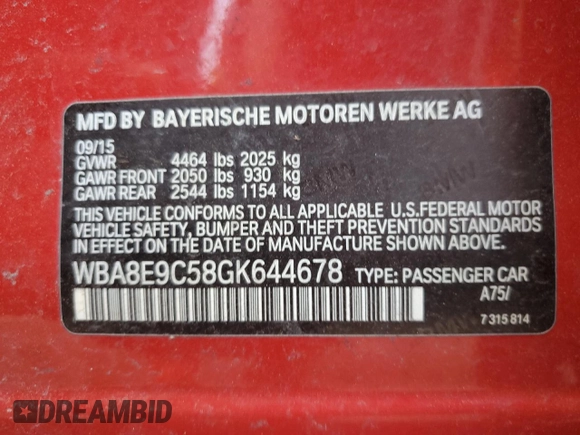 MFD BY BAYERISCHE MOTOREN WERKE AG
09/15
GVWR 4464 lbs 2025 kg
GAWR FRONT 2050 lbs 930 kg
GAWR REAR 2544 lbs 1154 kg
THIS VEHICLE CONFORMS TO ALL APPLICABLE U.S.FEDERAL MOTOR
VEHICLE SAFETY, BUMPER AND THEFT PREVENTION STANDARDS
IN EFFECT ON THE DATE OF MANUFACTURE SHOWN ABOVE.
WBA8E9C58GK644678 TYPE: PASSENGER CAR
A75/
7 315 814
DREAMBID